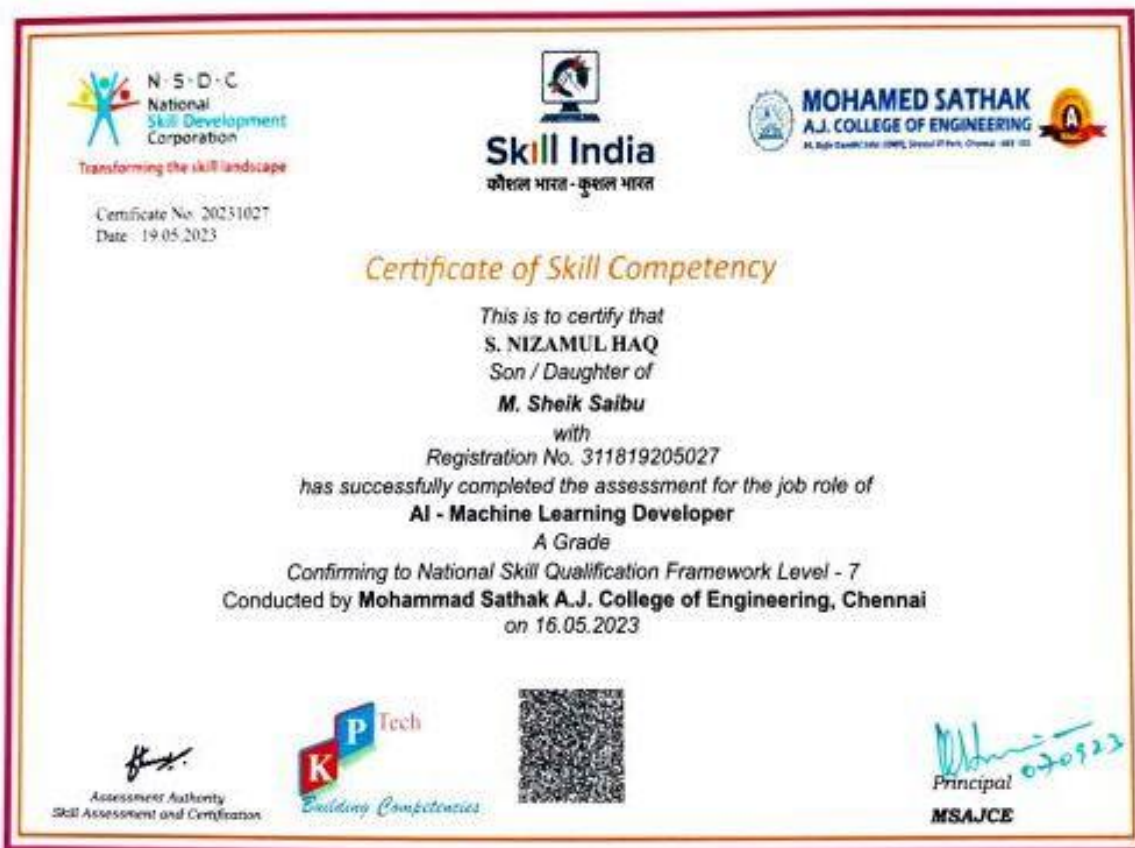 N·S·D·C
National
Skill Development
Corporation
Transforming the skill landscape
Skill India
कौशल भारत - कुशल भारत
MOHAMED SATHAK
A.J. COLLEGE OF ENGINEERING
A
Certificate No. 20231027
Date 19.05.2023
Certificate of Skill Competency
This is to certify that
S. NIZAMUL HAQ
Son / Daughter of
M. Sheik Saibu
with
Registration No. 311819205027
has successfully completed the assessment for the job role of
AI - Machine Learning Developer
A Grade
Confirming to National Skill Qualification Framework Level - 7
Conducted by Mohammad Sathak A.J. College of Engineering, Chennai
on 16.05.2023
Assessment Authority
Skill Assessment and Certification
K P Tech
Building Competencies
070923
Principal
MSAJCE